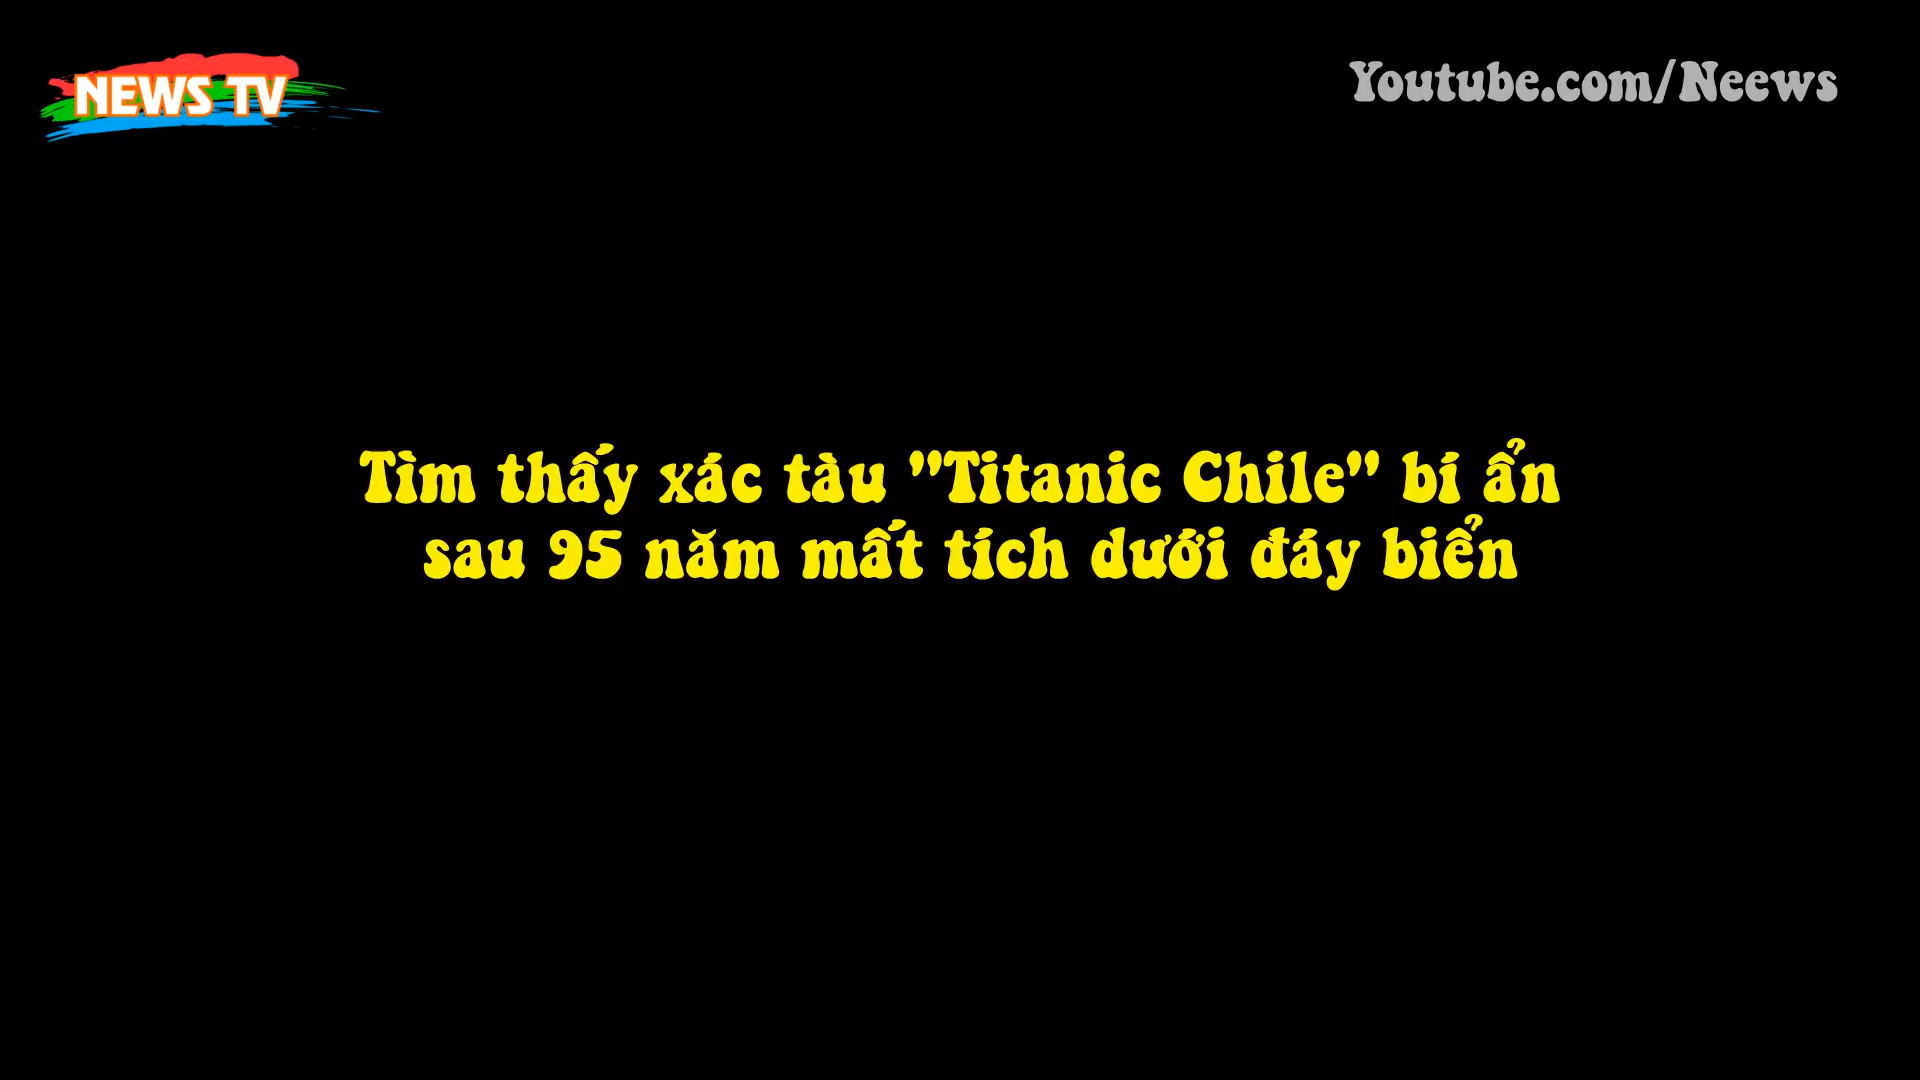 NEWS TV
Youtube.com/Neews
Tìm thấy xác tàu "Titanic Chile" bí ẩn
sau 95 năm mất tích dưới đáy biển